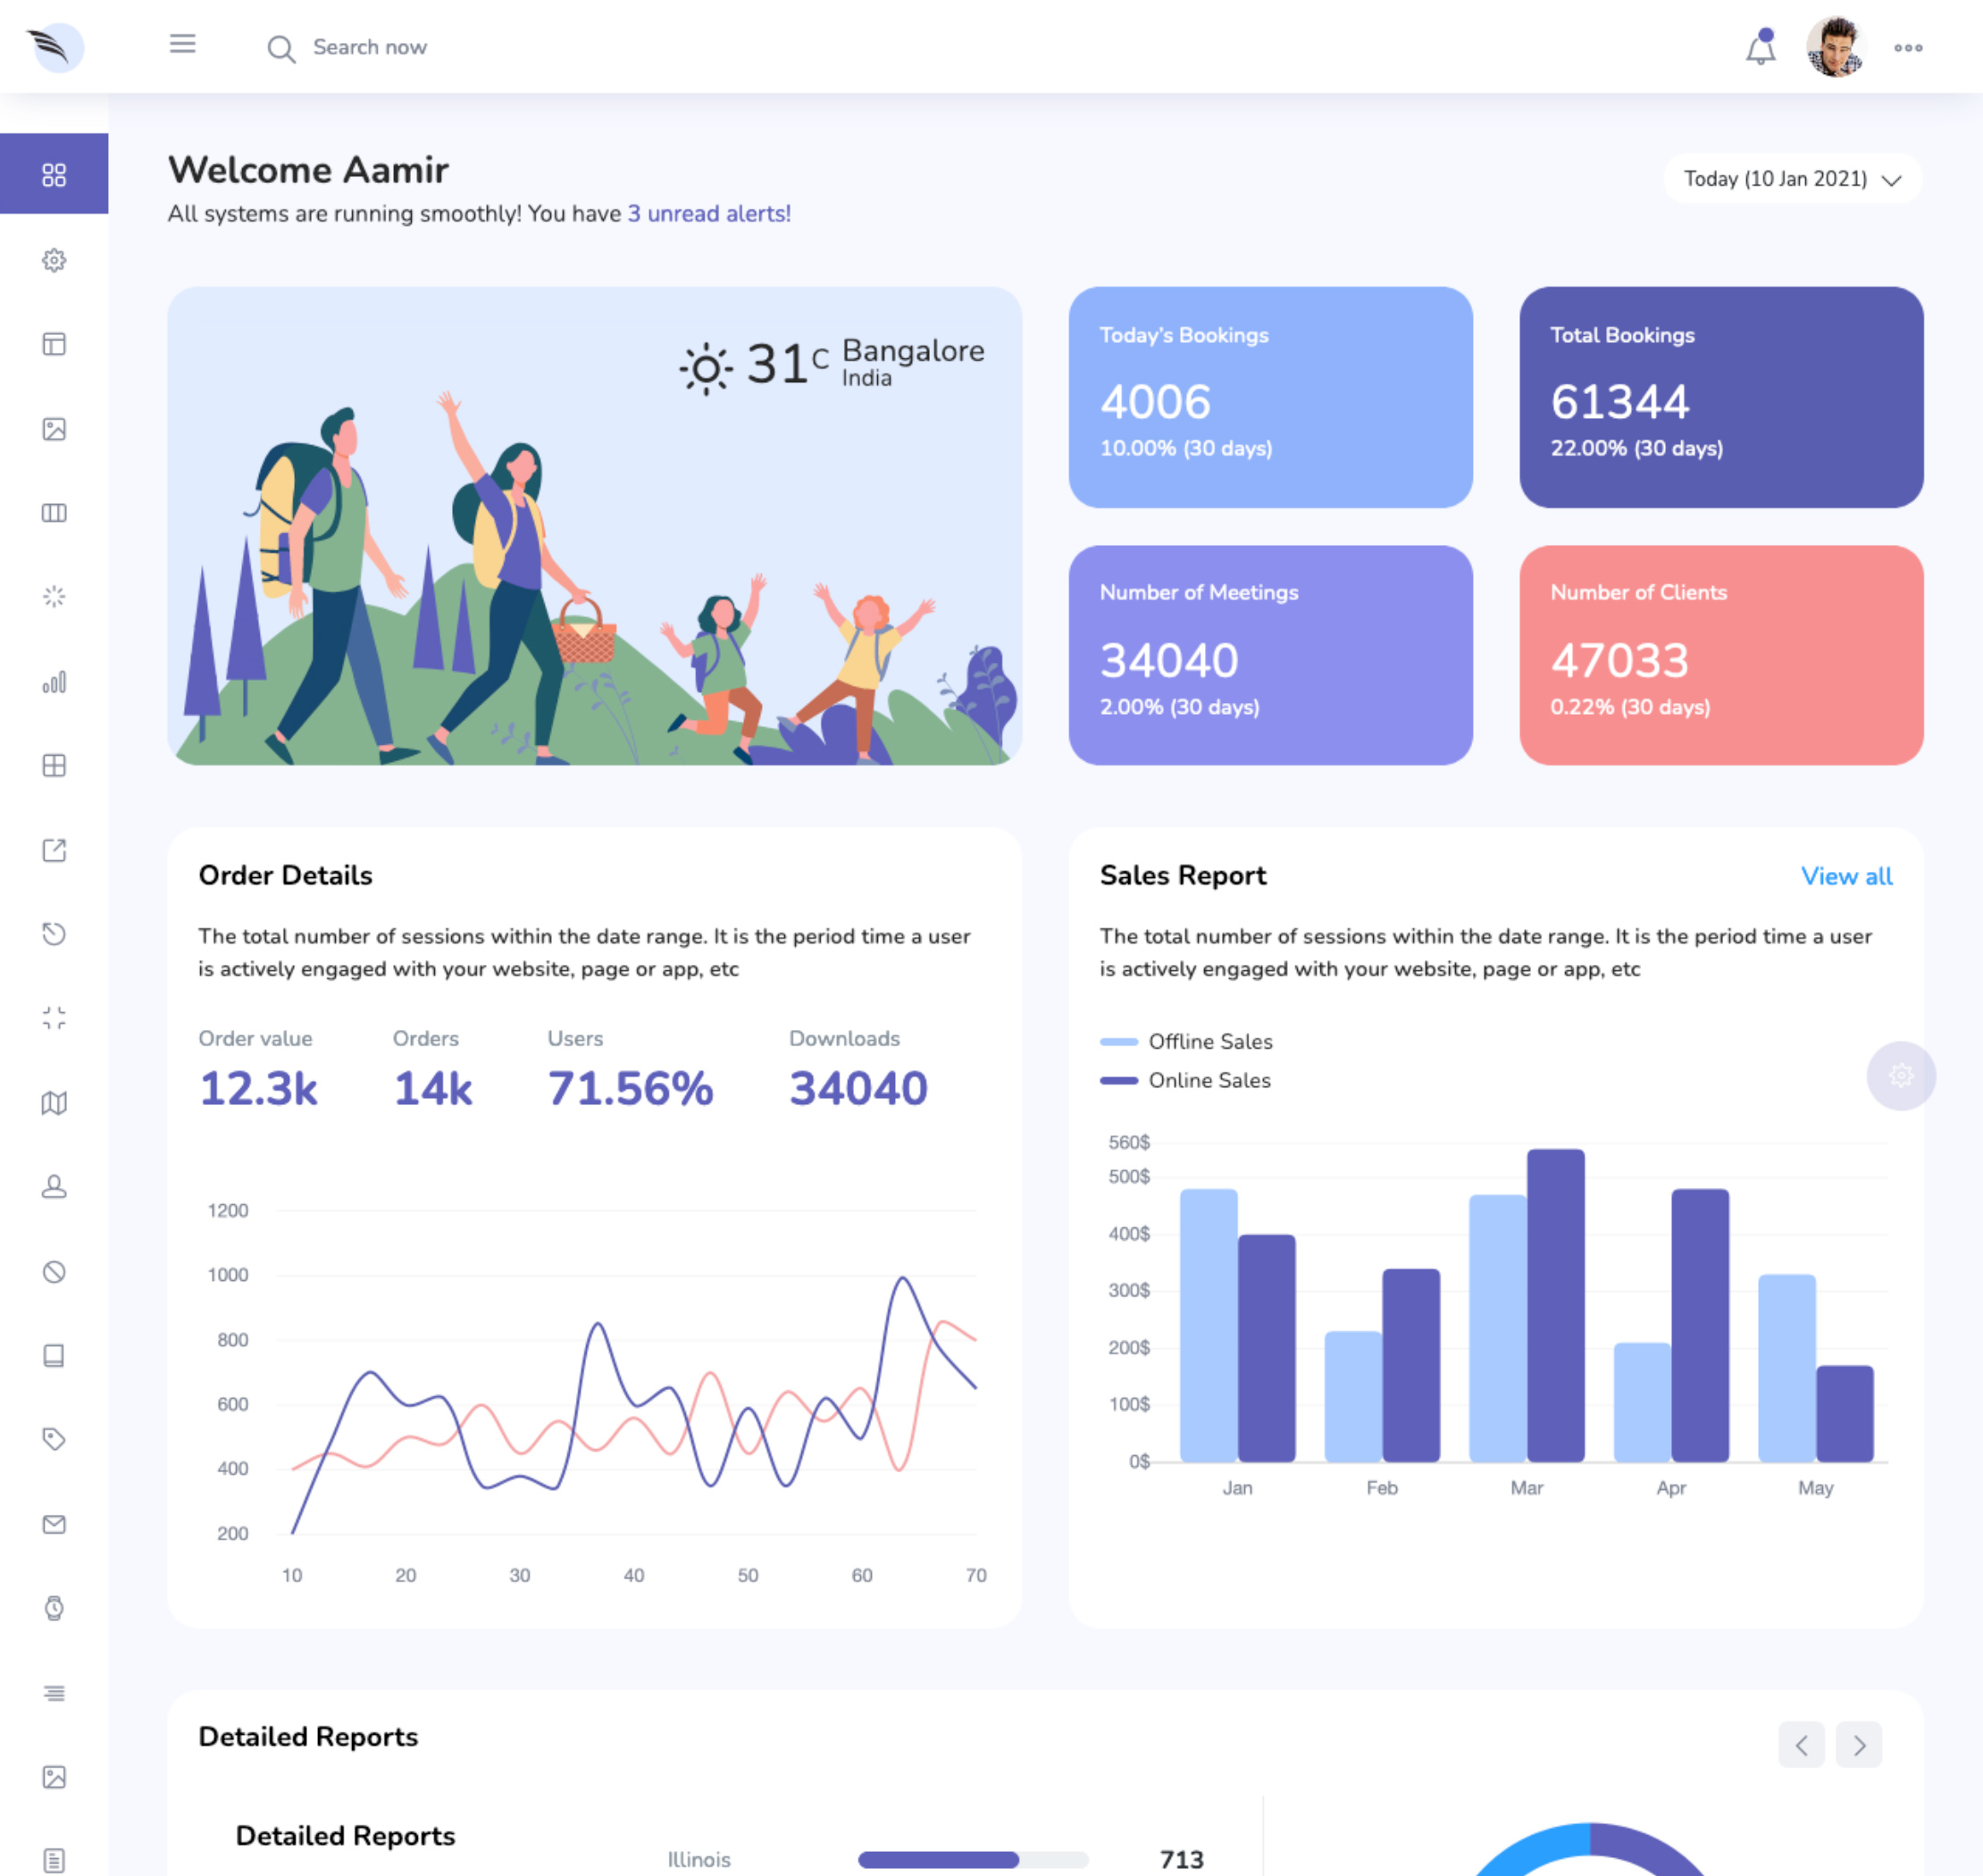 Search now
Welcome Aamir
All systems are running smoothly! You have 3 unread alerts!
Today (10 Jan 2021)
31 C Bangalore
India
Today's Bookings
4006
10.00% (30 days)
Total Bookings
61344
22.00% (30 days)
Number of Meetings
34040
2.00% (30 days)
Number of Clients
47033
0.22% (30 days)
Order Details
The total number of sessions within the date range. It is the period time a user
is actively engaged with your website, page or app, etc
Order value Orders Users Downloads
12.3k 14k 71.56% 34040
1200
1000
800
600
400
200
10 20 30 40 50 60 70
Sales Report
View all
The total number of sessions within the date range. It is the period time a user
is actively engaged with your website, page or app, etc
Offline Sales
Online Sales
560$
500$
400$
300$
200$
100$
0$
Jan Feb Mar Apr May
Detailed Reports
Detailed Reports
Illinois 713